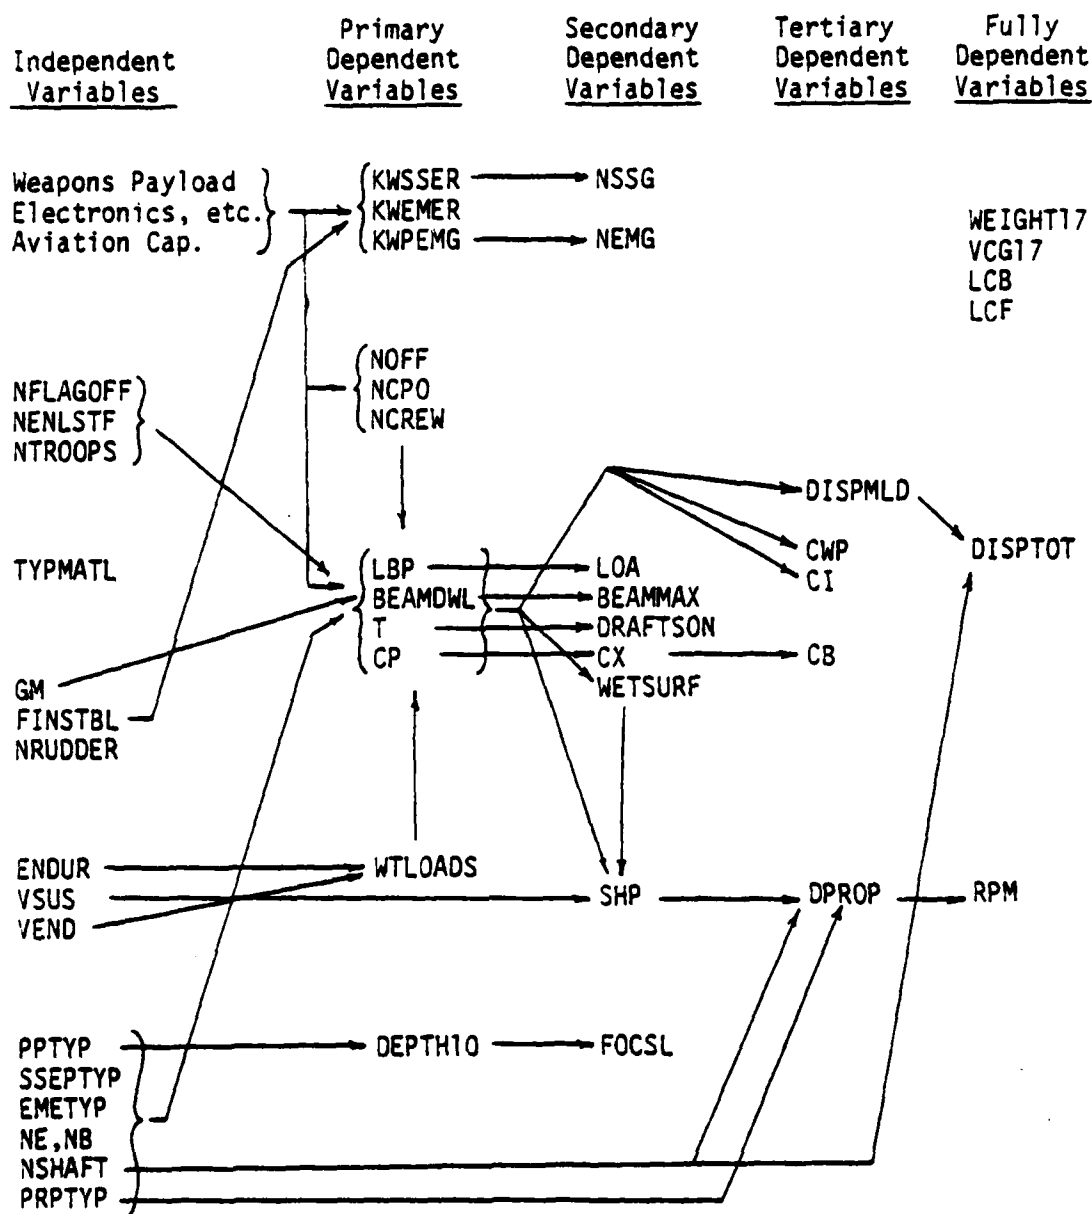 Independent Variables
Primary Dependent Variables
Secondary Dependent Variables
Tertiary Dependent Variables
Fully Dependent Variables
Weapons Payload
Electronics, etc.
Aviation Cap.
KWSSER
KWEMER
KWPEMG
NSSG
NEMG
WEIGHT17
VCG17
LCB
LCF
NOFF
NCPO
NCREW
NFLAGOFF
NENLSTF
NTROOPS
DISPMLD
CWP
CI
DISPTOT
TYPMATL
LBP
BEAMDWL
T
CP
LOA
BEAMMAX
DRAFTSON
CX
WETSURF
CB
GM
FINSTBL
NRUDDER
ENDUR
VSUS
VEND
WTLOADS
SHP
DPROP
RPM
PPTYP
SSEPTYP
EMETYP
NE,NB
NSHAFT
PRPTYP
DEPTH10
FOCSL